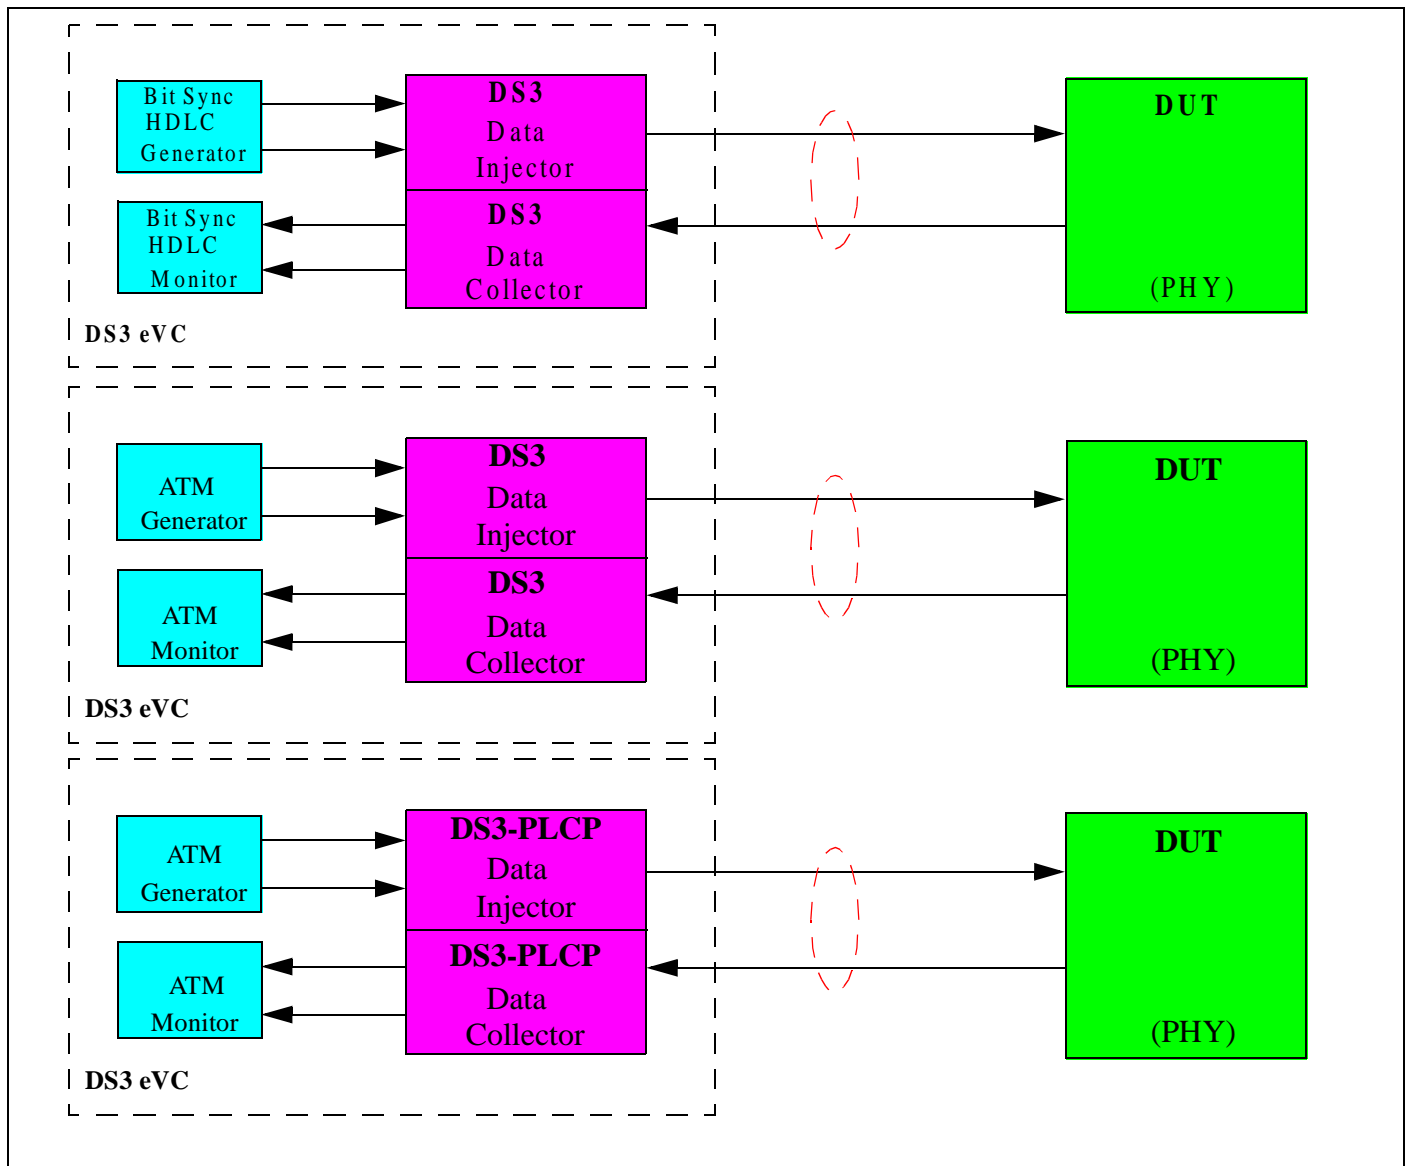 Bit Sync
HDLC
Generator
DS3
Data
Injector
DUT
Bit Sync
HDLC
Monitor
DS3
Data
Collector
(PHY)
DS3 eVC
ATM
Generator
DS3
Data
Injector
DUT
ATM
Monitor
DS3
Data
Collector
(PHY)
DS3 eVC
ATM
Generator
DS3-PLCP
Data
Injector
DUT
ATM
Monitor
DS3-PLCP
Data
Collector
(PHY)
DS3 eVC